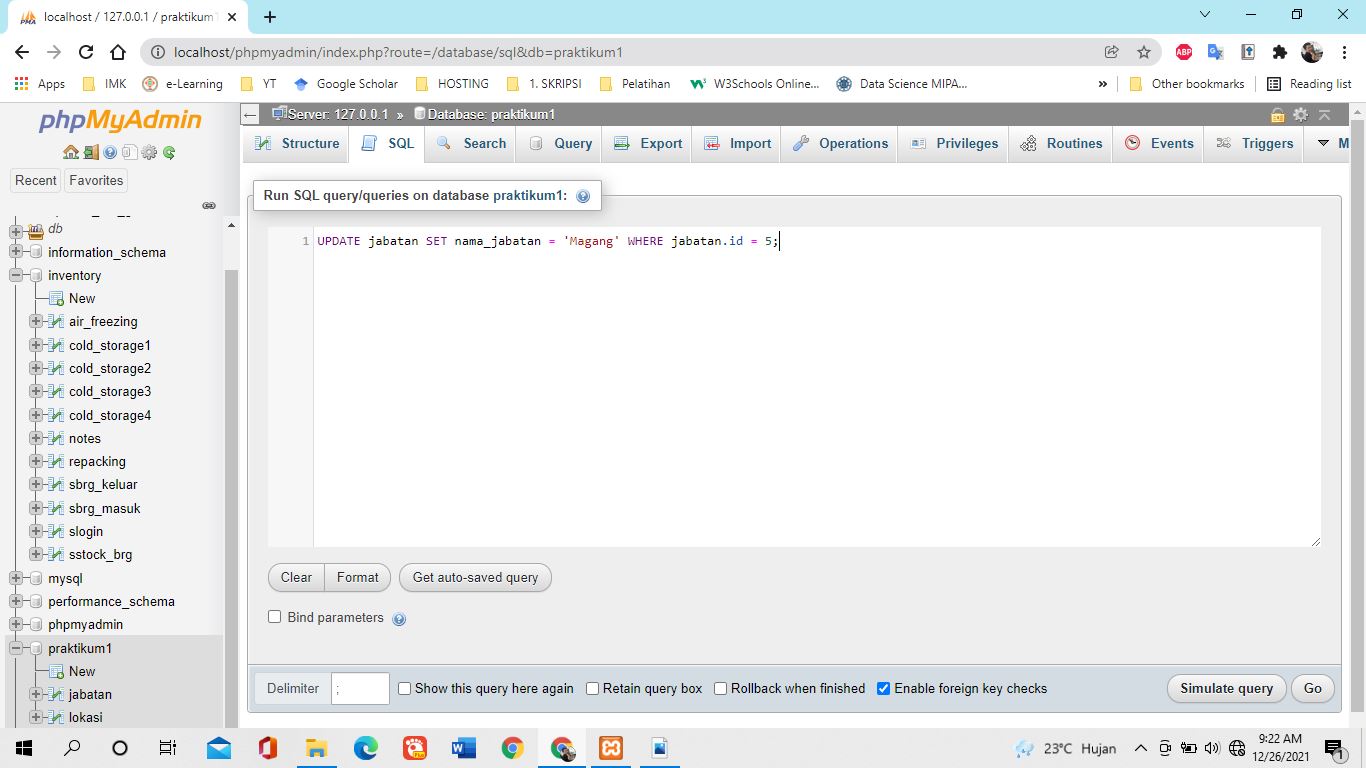 localhost / 127.0.0.1 / praktikum1
localhost/phpmyadmin/index.php?route=/database/sql&db=praktikum1
ABP
Apps IMK e-Learning YT Google Scholar HOSTING 1. SKRIPSI Pelatihan W3Schools Online... Data Science MIPA... » Other bookmarks Reading list
phpMyAdmin
Recent Favorites
db
information_schema
inventory
New
air_freezing
cold_storage1
cold_storage2
cold_storage3
cold_storage4
notes
repacking
sbrg_keluar
sbrg_masuk
slogin
sstock_brg
mysql
performance_schema
phpmyadmin
praktikum1
New
jabatan
lokasi
Server: 127.0.0.1 » Database: praktikum1
Structure SQL Search Query Export Import Operations Privileges Routines Events Triggers M
Run SQL query/queries on database praktikum1:
1 UPDATE jabatan SET nama_jabatan = 'Magang' WHERE jabatan.id = 5;
Clear Format Get auto-saved query
Bind parameters
Delimiter ; Show this query here again Retain query box Rollback when finished Enable foreign key checks Simulate query Go
23°C Hujan
9:22 AM
12/26/2021
1